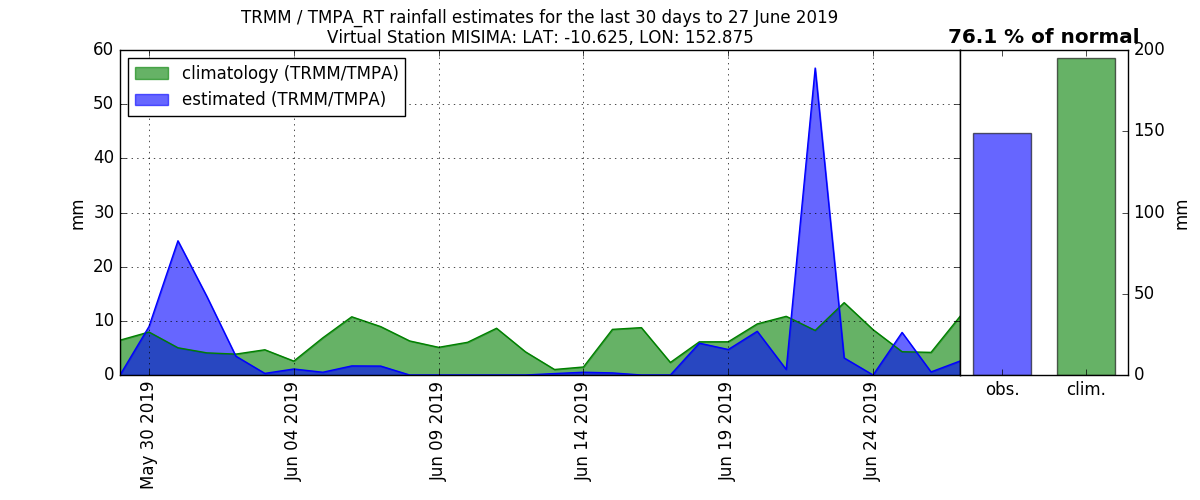 TRMM / TMPA_RT rainfall estimates for the last 30 days to 27 June 2019
Virtual Station MISIMA: LAT: -10.625, LON: 152.875
76.1 % of normal
climatology (TRMM/TMPA)
estimated (TRMM/TMPA)
60
50
40
30
20
10
0
mm
May 30 2019
Jun 04 2019
Jun 09 2019
Jun 14 2019
Jun 19 2019
Jun 24 2019
obs.
clim.
200
150
100
50
0
mm